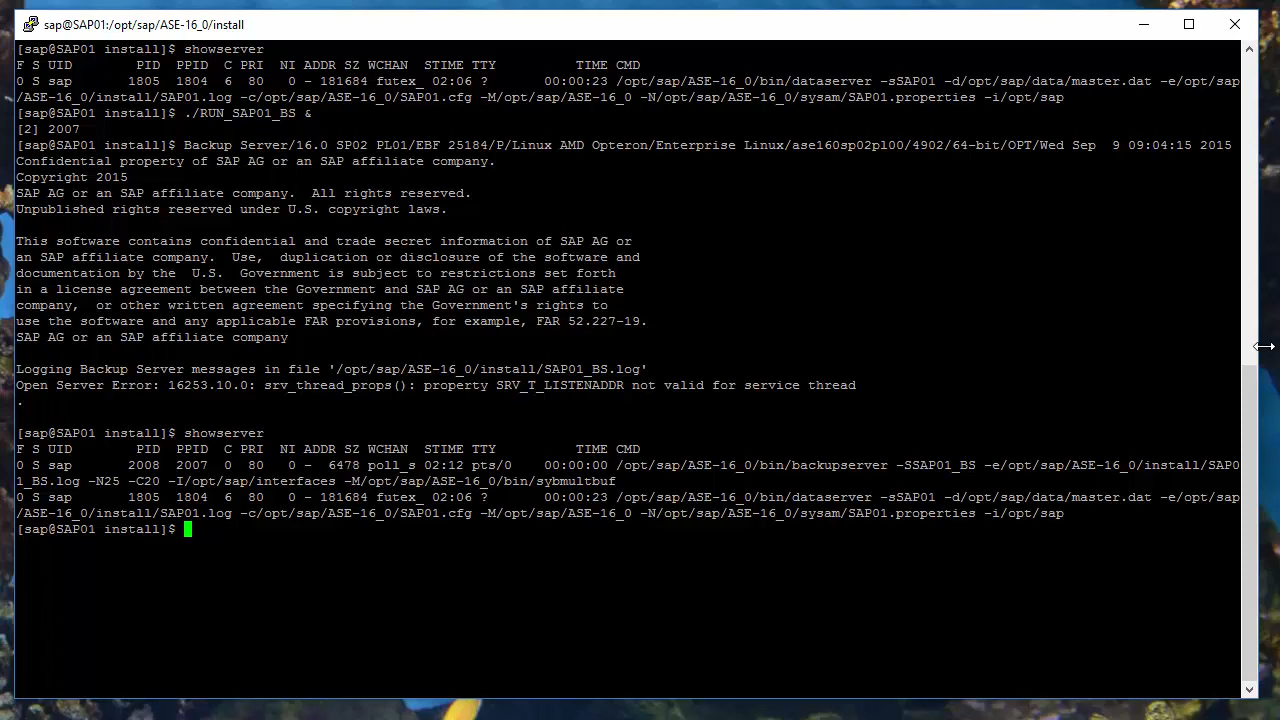 sap@SAP01:/opt/sap/ASE-16_0/install
[sap@SAP01 install]$ showserver
F S UID        PID  PPID  C PRI  NI ADDR SZ WCHAN  STIME TTY          TIME CMD
0 S sap       1805  1804  6  80   0 - 181684 futex_ 02:06 ?       00:00:23 /opt/sap/ASE-16_0/bin/dataserver -sSAP01 -d/opt/sap/data/master.dat -e/opt/sap
/ASE-16_0/install/SAP01.log -c/opt/sap/ASE-16_0/SAP01.cfg -M/opt/sap/ASE-16_0 -N/opt/sap/ASE-16_0/sysam/SAP01.properties -i/opt/sap
[sap@SAP01 install]$ ./RUN_SAP01_BS &
[2] 2007
[sap@SAP01 install]$ Backup Server/16.0 SP02 PL01/EBF 25184/P/Linux AMD Opteron/Enterprise Linux/ase160sp02pl00/4902/64-bit/OPT/Wed Sep  9 09:04:15 2015
Confidential property of SAP AG or an SAP affiliate company.
Copyright 2015
SAP AG or an SAP affiliate company.  All rights reserved.
Unpublished rights reserved under U.S. copyright laws.
This software contains confidential and trade secret information of SAP AG or
an SAP affiliate company.  Use,  duplication or disclosure of the software and
documentation by the  U.S.  Government is subject to restrictions set forth
in a license agreement between the Government and SAP AG or an SAP affiliate
company,  or other written agreement specifying the Government's rights to
use the software and any applicable FAR provisions, for example, FAR 52.227-19.
SAP AG or an SAP affiliate company
Logging Backup Server messages in file '/opt/sap/ASE-16_0/install/SAP01_BS.log'
Open Server Error: 16253.10.0: srv_thread_props(): property SRV_T_LISTENADDR not valid for service thread
.
[sap@SAP01 install]$ showserver
F S UID        PID  PPID  C PRI  NI ADDR SZ WCHAN  STIME TTY          TIME CMD
0 S sap       2008  2007  0  80   0 -  6478 poll_s 02:12 pts/0    00:00:00 /opt/sap/ASE-16_0/bin/backupserver -SSAP01_BS -e/opt/sap/ASE-16_0/install/SAP0
1_BS.log -N25 -C20 -I/opt/sap/interfaces -M/opt/sap/ASE-16_0/bin/sybmultbuf
0 S sap       1805  1804  6  80   0 - 181684 futex_ 02:06 ?       00:00:23 /opt/sap/ASE-16_0/bin/dataserver -sSAP01 -d/opt/sap/data/master.dat -e/opt/sap
/ASE-16_0/install/SAP01.log -c/opt/sap/ASE-16_0/SAP01.cfg -M/opt/sap/ASE-16_0 -N/opt/sap/ASE-16_0/sysam/SAP01.properties -i/opt/sap
[sap@SAP01 install]$